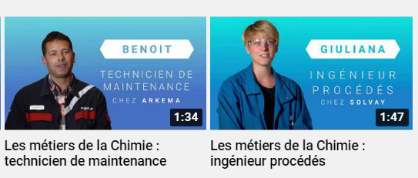 BENOIT
TECHNICIEN DE
MAINTENANCE
CHEZ ARKEMA
1:34
Les métiers de la Chimie :
technicien de maintenance
GIULIANA
INGÉNIEUR
PROCÉDÉS
CHEZ SOLVAY
1:47
Les métiers de la Chimie :
ingénieur procédés